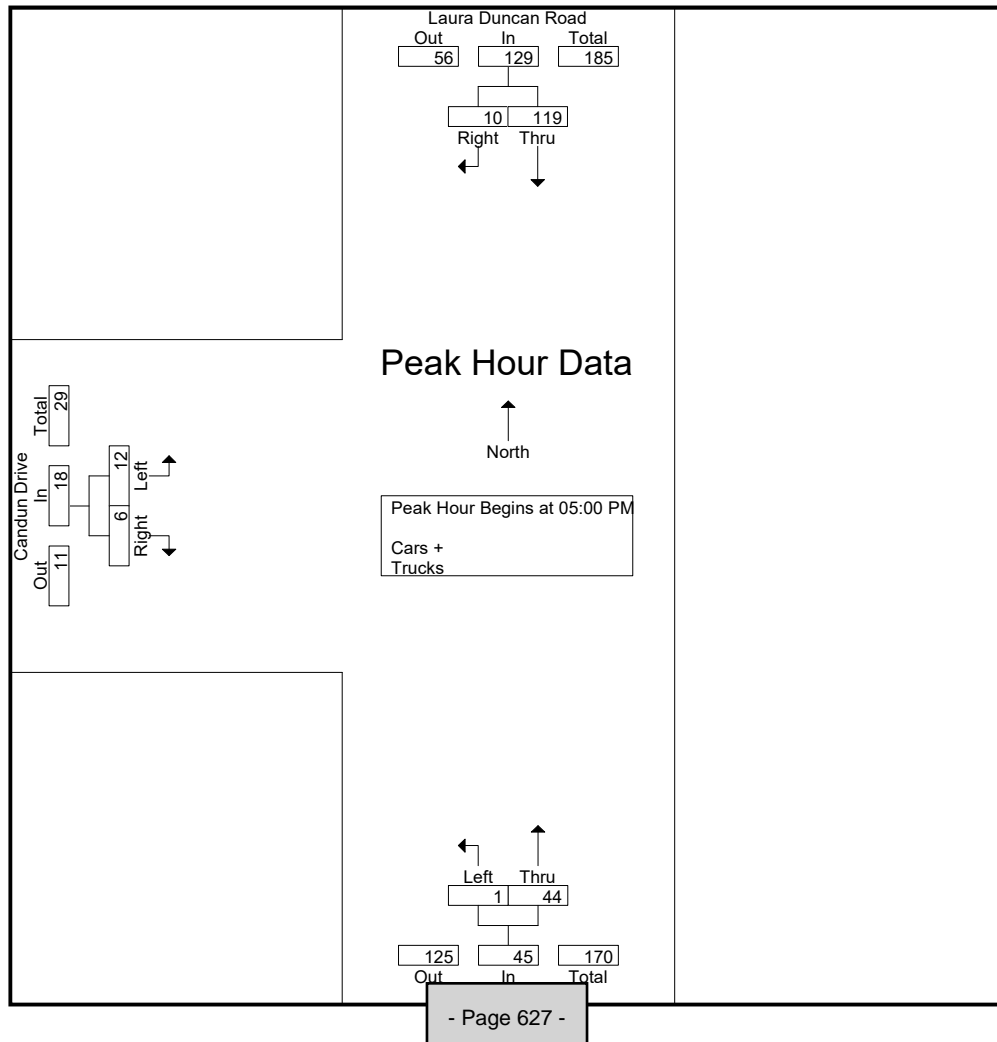 Laura Duncan Road
Out In Total
56 129 185
10 119
Right Thru
Peak Hour Data
North
Peak Hour Begins at 05:00 PM
Cars +
Trucks
Candun Drive
Out In Total
11 18 29
6 12
Right Left
Left Thru
1 44
125 45 170
Out In Total
- Page 627 -